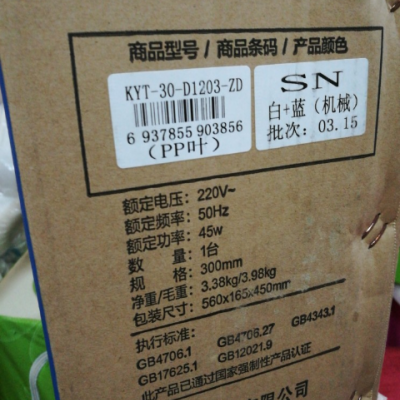 商品型号/商品条码/产品颜色
KYT-30-D1203-ZD
6 937855 903856
(PP叶)
SN
白+蓝(机械)
批次: 03.15
额定电压: 220V~
额定频率: 50Hz
额定功率: 45w
数 量: 1台
规 格: 300mm
净重/毛重: 3.38kg/3.98kg
包装尺寸: 560x165x450mm
执行标准:
GB4706.1 GB4706.27 GB4343.1
GB17625.1 GB12021.9
此产品已通过国家强制性产品认证
有限公司